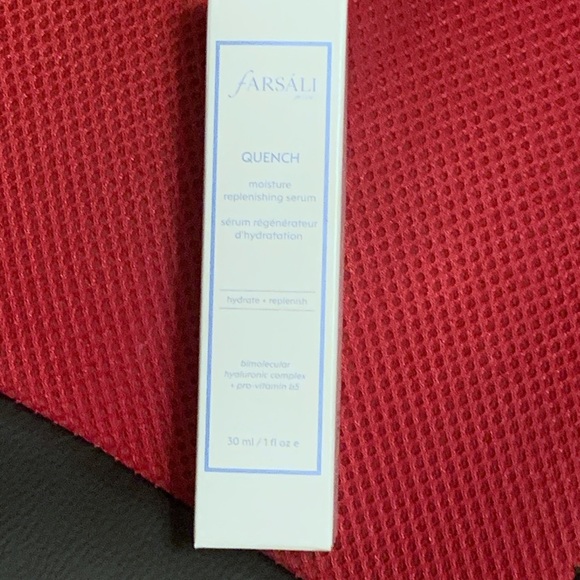 fARSÁLI
QUENCH
moisture
replenishing serum
sérum régénérateur
d'hydratation
hydrate + replenish
bimolecular
hyaluronic complex
+ pro-vitamin b5
30 ml / 1 fl oz e